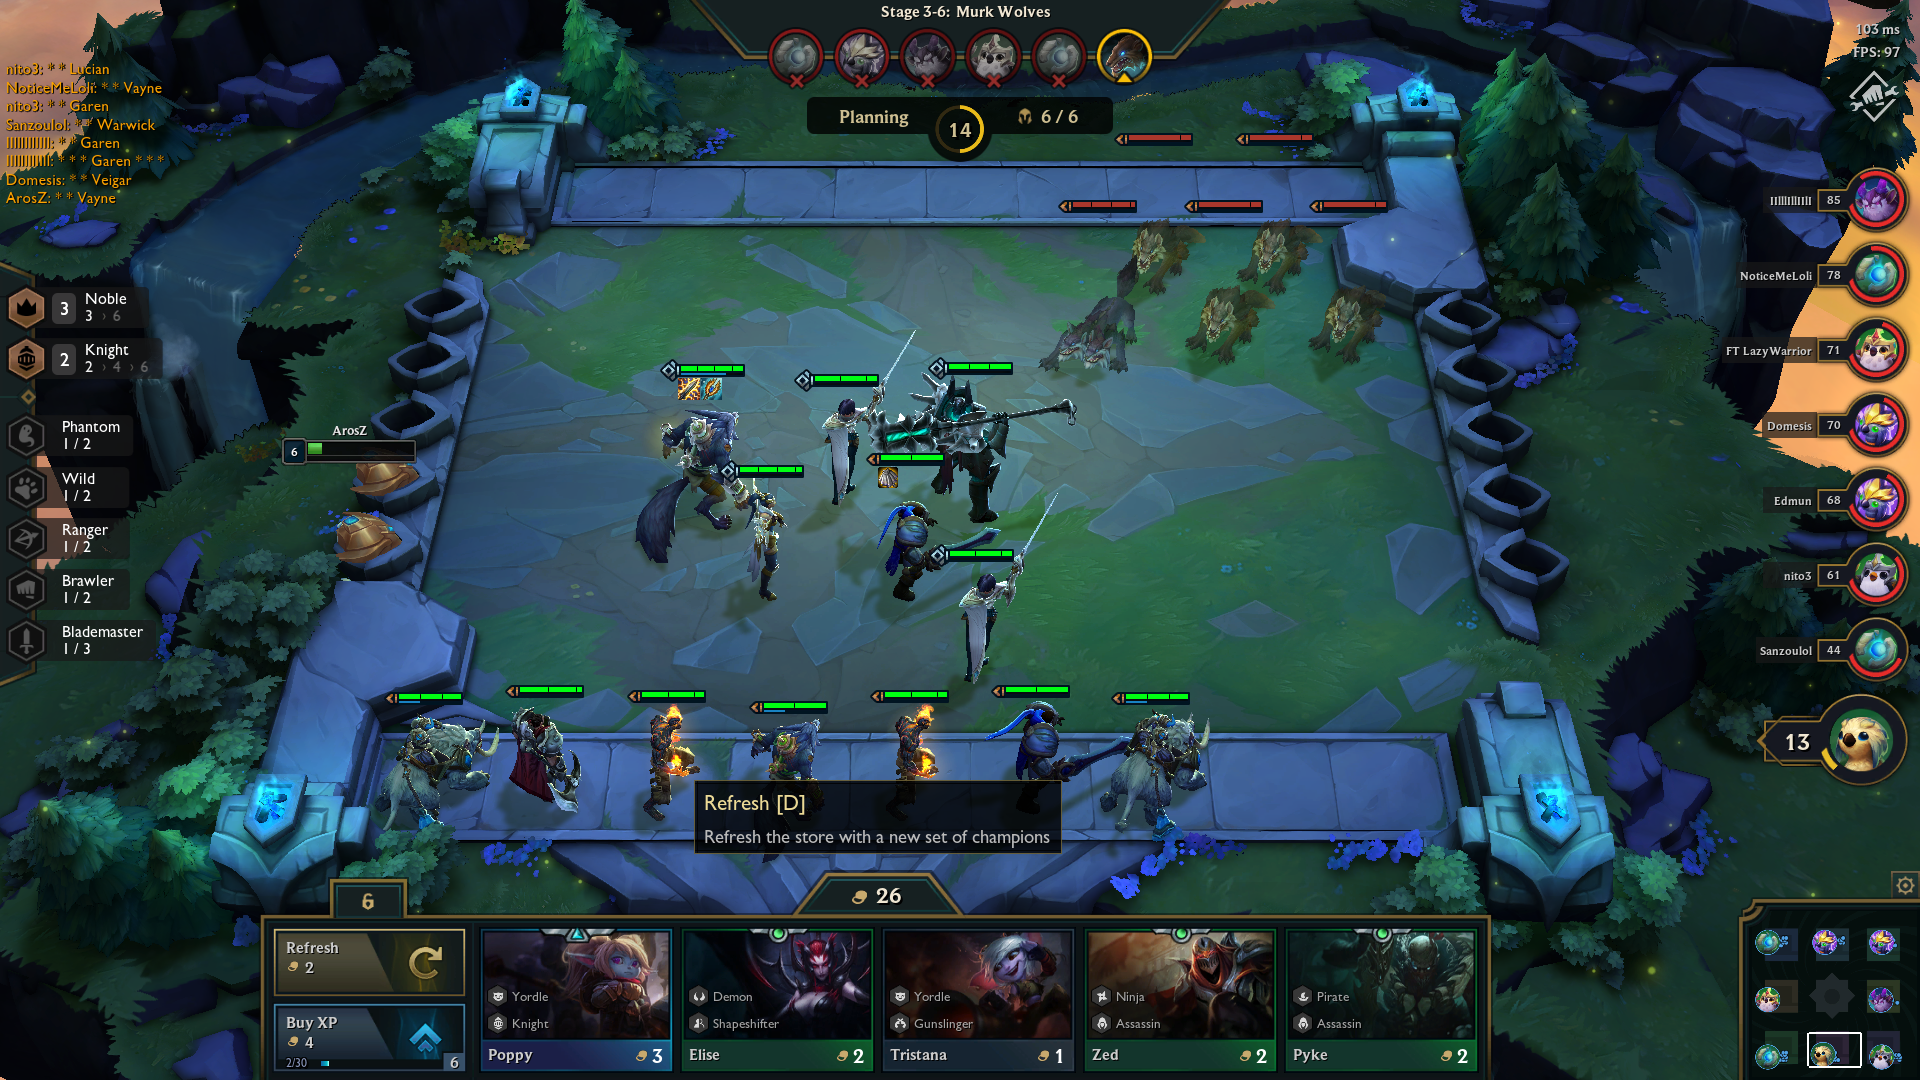 Stage 3-6: Murk Wolves
103 ms
FPS: 97
Planning
14
6 / 6
nito3: * * Lucian
NoticeMeLoli: * * Vayne
nito3: * * Garen
Sanzoulol: * * Warwick
* * Garen
* * * Garen * * *
Domesis: * * Veigar
ArosZ: * * Vayne
3
Noble
3 › 6
2
Knight
2 › 4 › 6
Phantom
1 / 2
Wild
1 / 2
Ranger
1 / 2
Brawler
1 / 2
Blademaster
1 / 3
ArosZ
6
85
NoticeMeLoli
78
FT LazyWarrior
71
Domesis
70
Edmun
68
nito3
61
Sanzoulol
44
13
Refresh [D]
Refresh the store with a new set of champions
6
26
Refresh
2
Buy XP
4
2/30
6
Yordle
Knight
Poppy
3
Demon
Shapeshifter
Elise
2
Yordle
Gunslinger
Tristana
1
Ninja
Assassin
Zed
2
Pirate
Assassin
Pyke
2